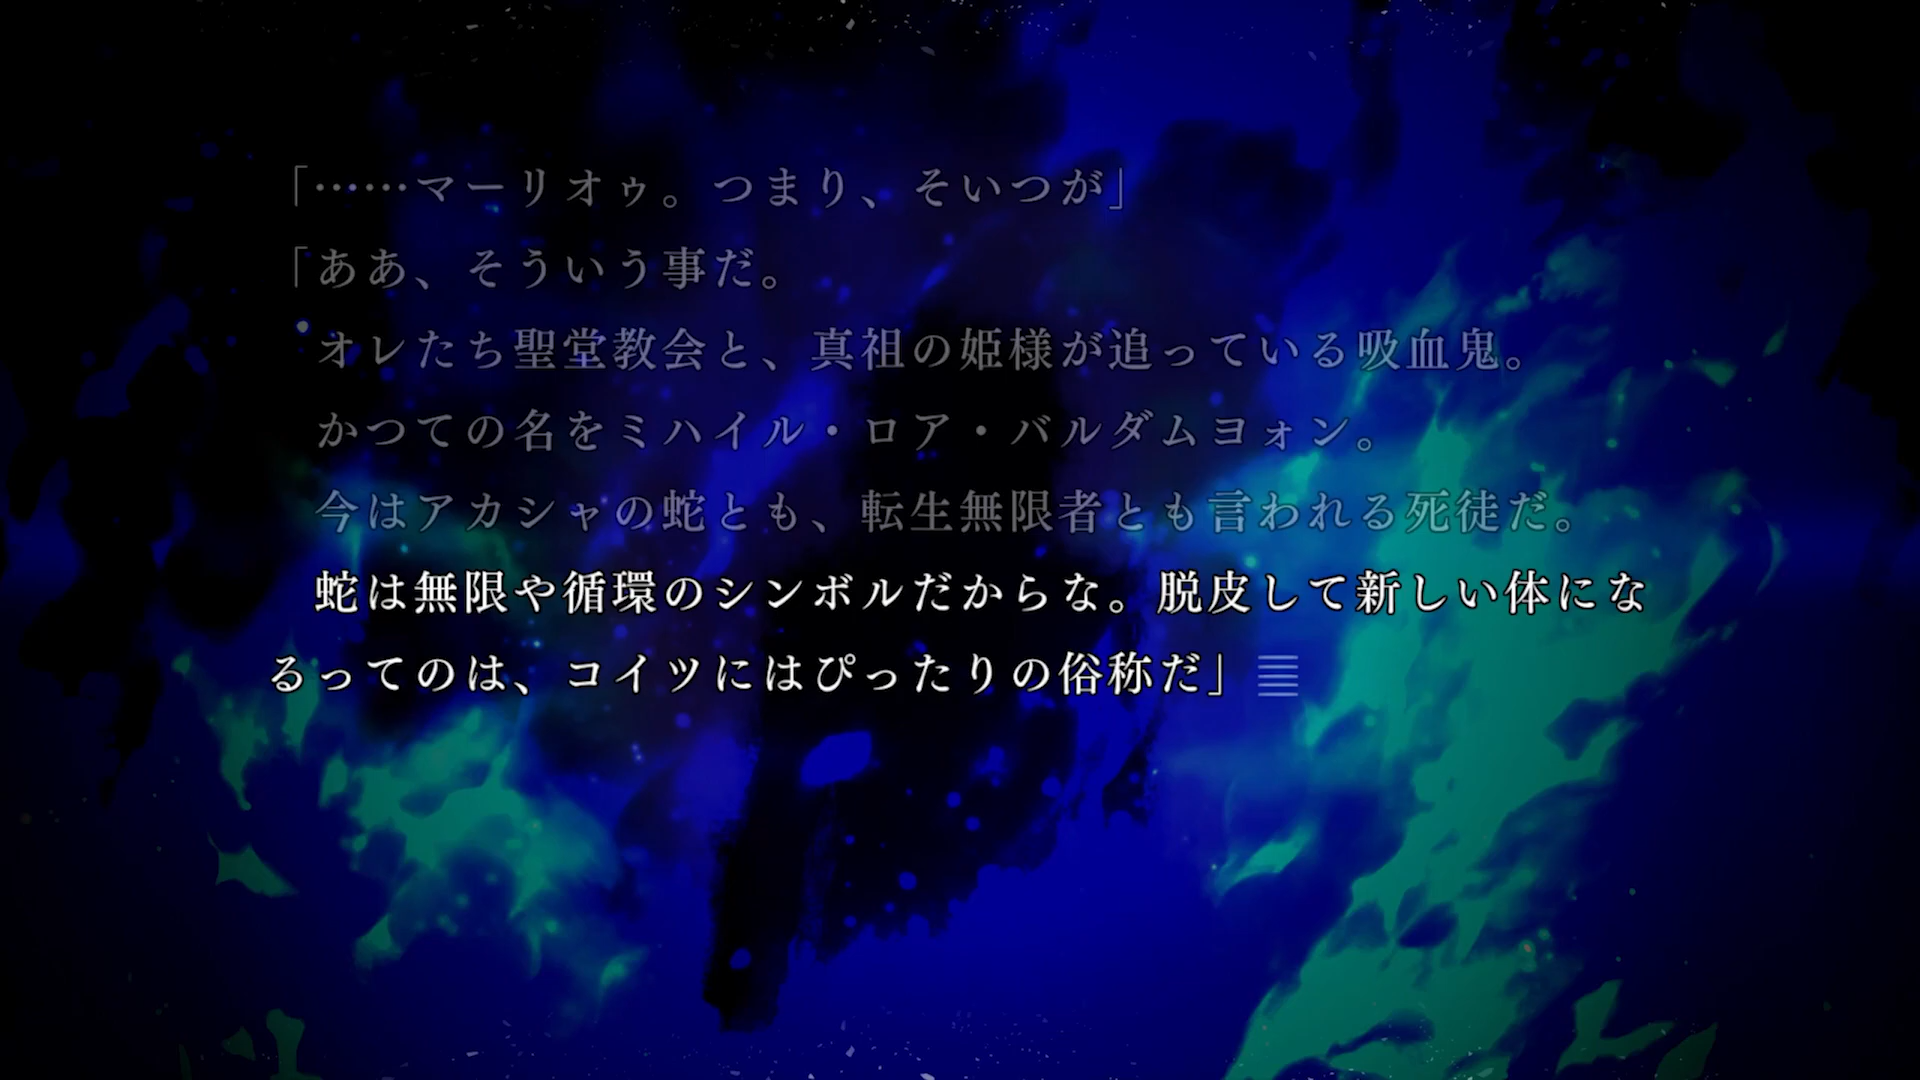 「……マーリオゥ。つまり、そいつが」
「ああ、そういう事だ。
オレたち聖堂教会と、真祖の姫様が追っている吸血鬼。
かつての名をミハイル・ロア・バルダムヨォン。
今はアカシャの蛇とも、転生無限者とも言われる死徒だ。
蛇は無限や循環のシンボルだからな。脱皮して新しい体にな
るってのは、コイツにはぴったりの俗称だ」